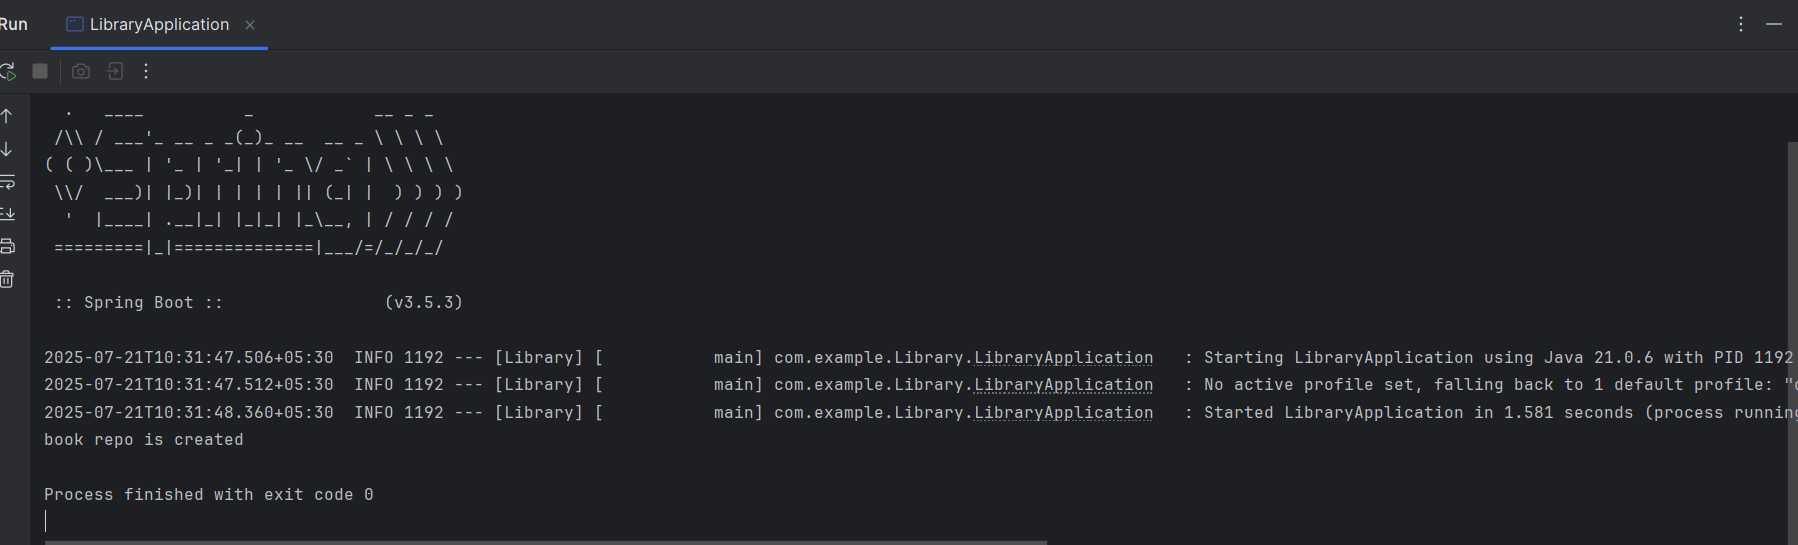 Run LibraryApplication
  .   ____          _            __ _ _
 /\\ / ___'_ __ _ _(_)_ __  __ _ \ \ \ \
( ( )\___ | '_ | '_| | '_ \/ _` | \ \ \ \
 \\/  ___)| |_)| | | | | || (_| |  ) ) ) )
  '  |____| .__|_| |_|_| |_\__, | / / / /
 =========|_|==============|___/=/_/_/_/
 :: Spring Boot ::                (v3.5.3)
2025-07-21T10:31:47.506+05:30  INFO 1192 --- [Library] [           main] com.example.Library.LibraryApplication   : Starting LibraryApplication using Java 21.0.6 with PID 1192
2025-07-21T10:31:47.512+05:30  INFO 1192 --- [Library] [           main] com.example.Library.LibraryApplication   : No active profile set, falling back to 1 default profile: "
2025-07-21T10:31:48.360+05:30  INFO 1192 --- [Library] [           main] com.example.Library.LibraryApplication   : Started LibraryApplication in 1.581 seconds (process running
book repo is created
Process finished with exit code 0